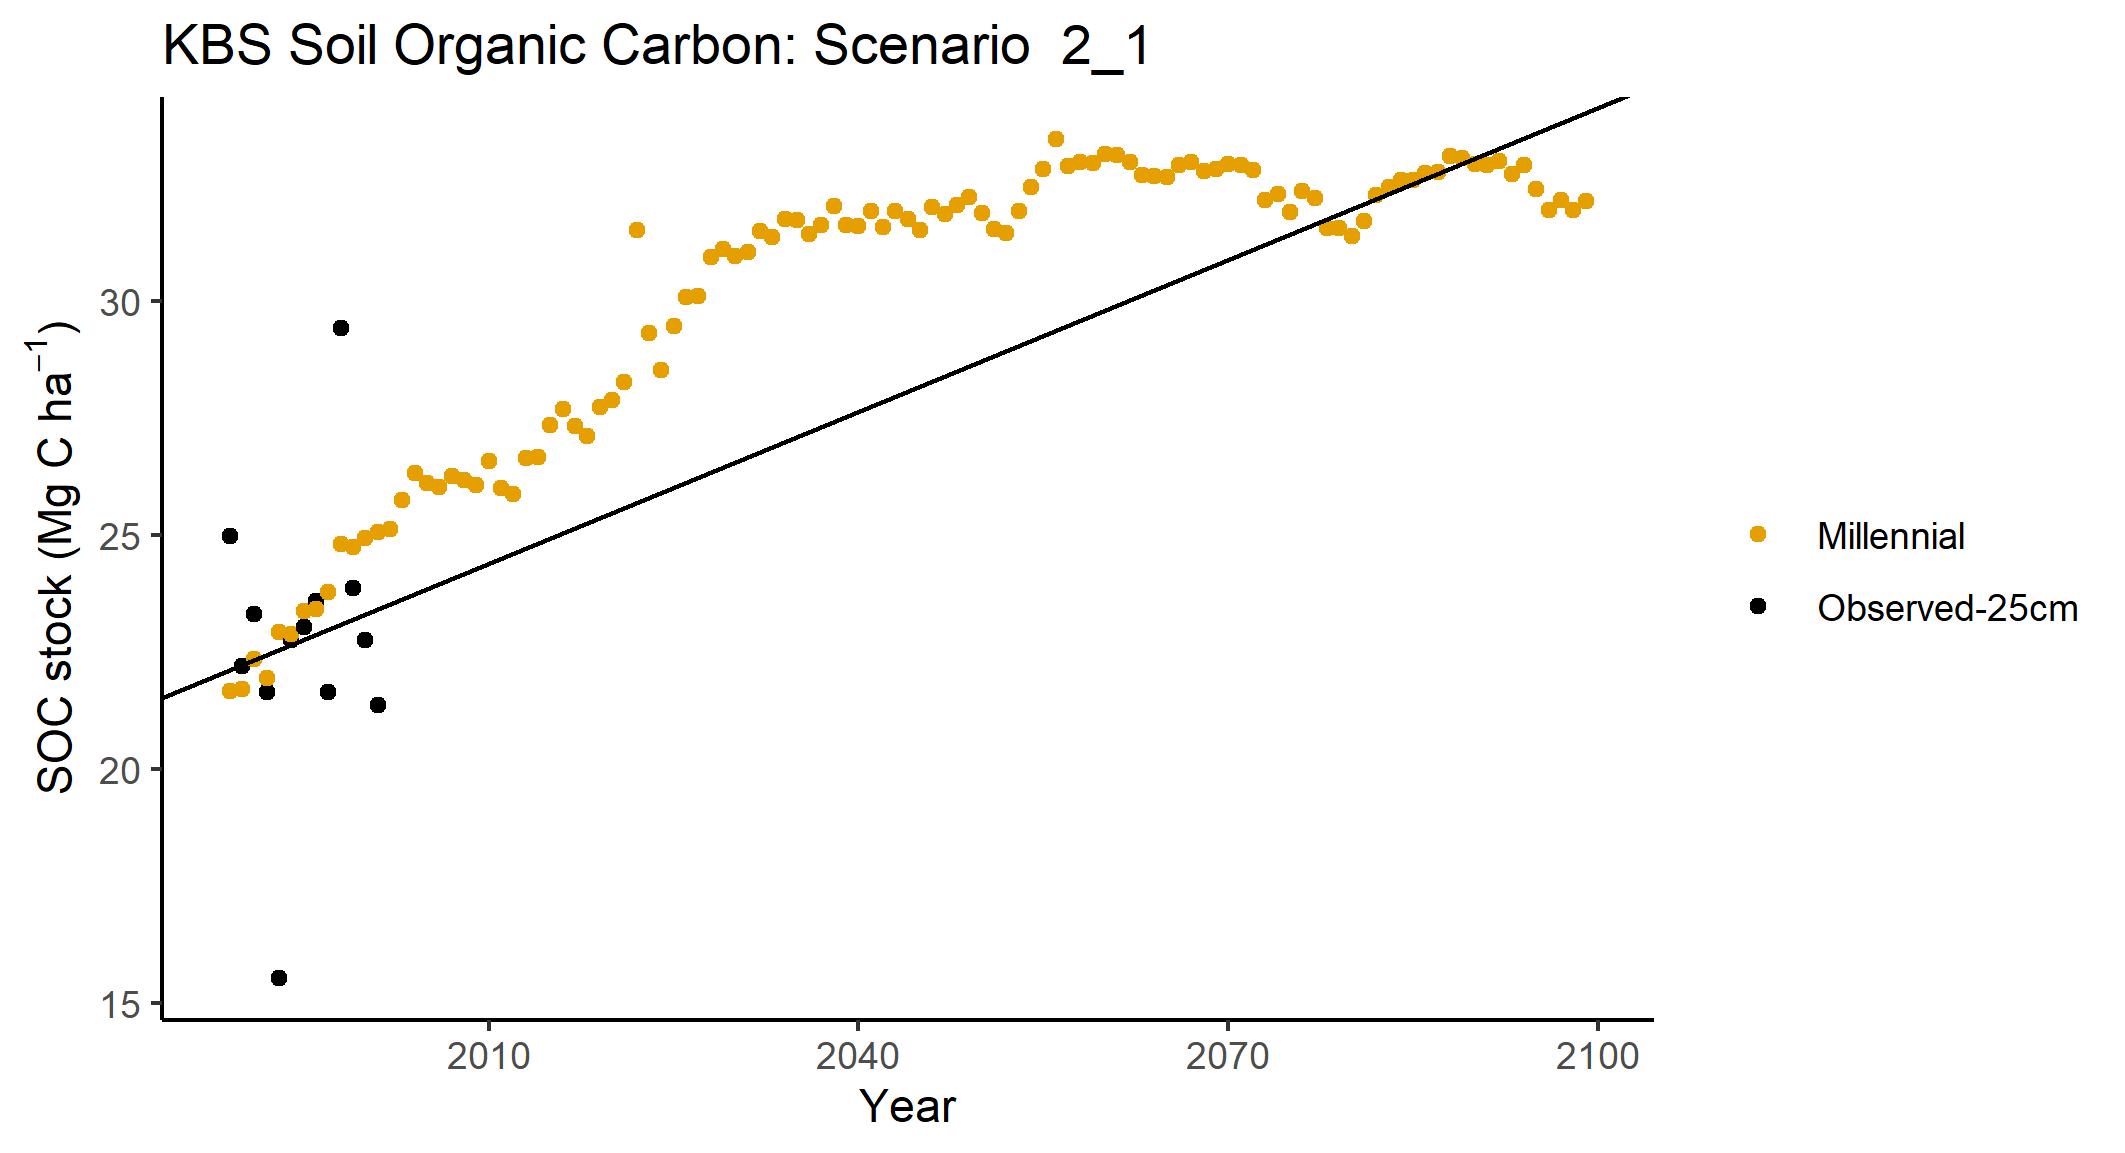 KBS Soil Organic Carbon: Scenario  2_1
SOC stock (Mg C ha⁻¹)
30
25
20
15
2010
2040
2070
2100
Year
Millennial
Observed-25cm